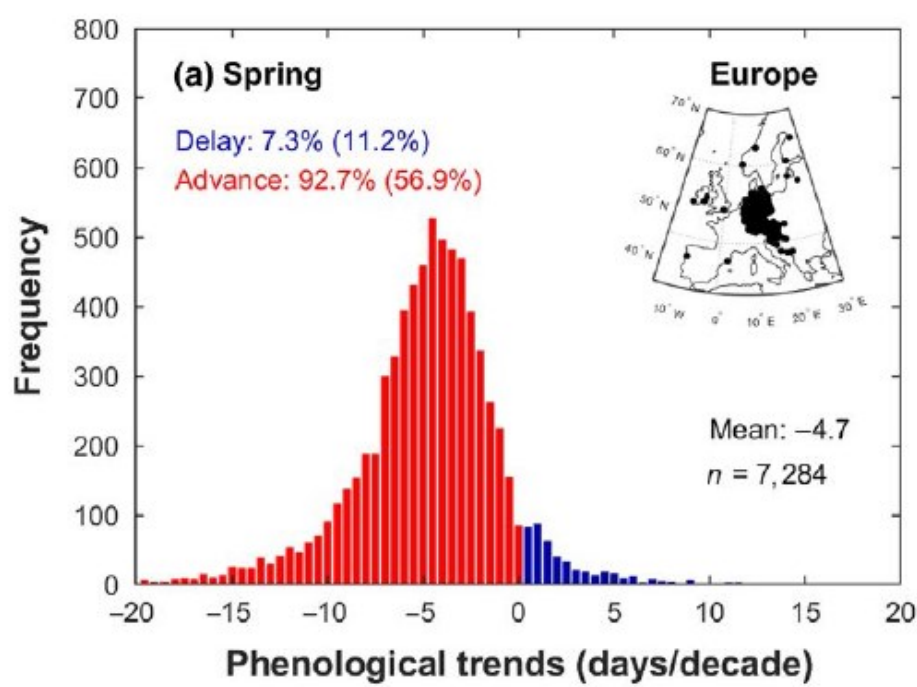 (a) Spring
Delay: 7.3% (11.2%)
Advance: 92.7% (56.9%)
Europe
70°N
60°N
50°N
40°N
10°W 0° 10°E 20°E 30°E
Mean: −4.7
n = 7,284
Frequency
800
700
600
500
400
300
200
100
0
−20 −15 −10 −5 0 5 10 15 20
Phenological trends (days/decade)